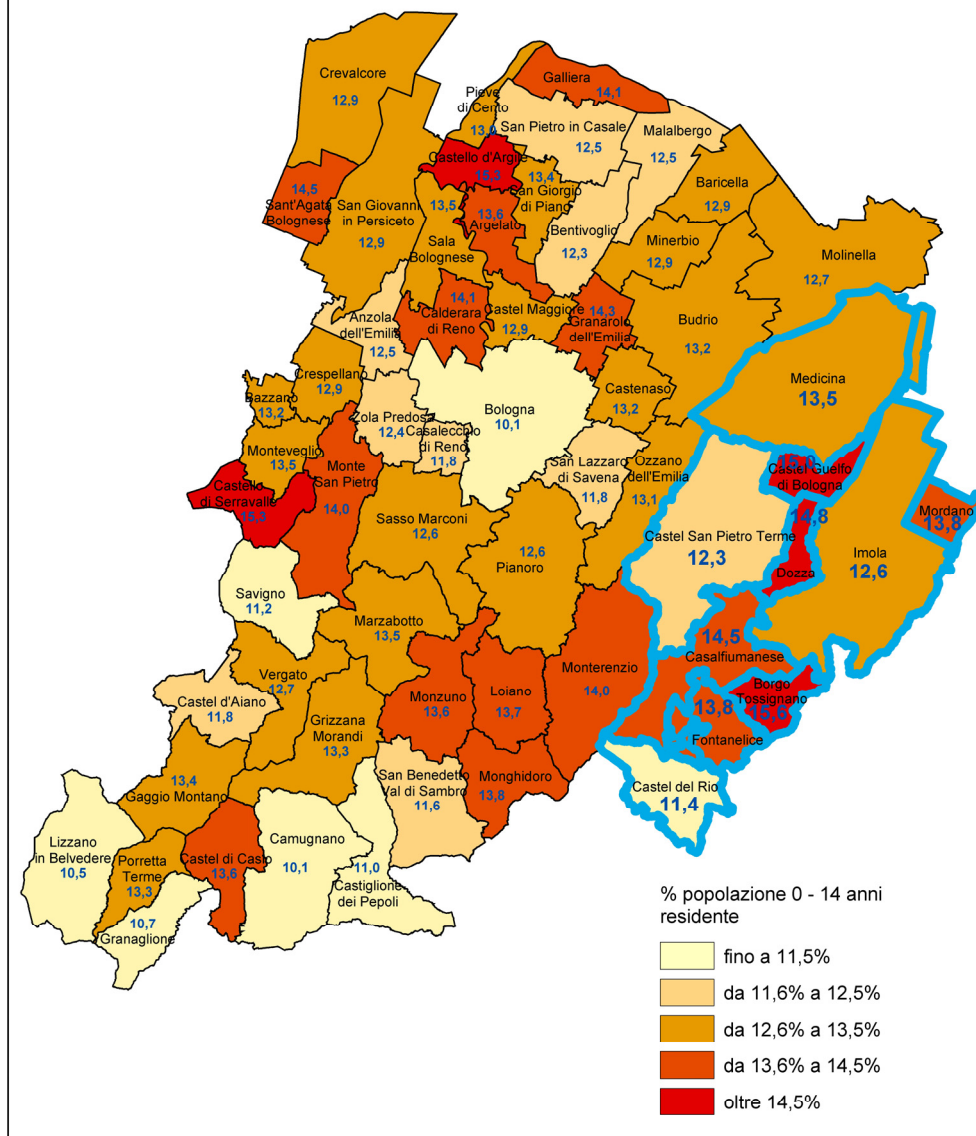 Crevalcore
12,9
Galliera
14,1
Pieve
di Cento
13,0
San Pietro in Casale
12,5
Malalbergo
12,5
Castello d'Argile
15,3
14,5
Sant'Agata
Bolognese
San Giovanni
in Persiceto
12,9
13,4
San Giorgio
di Piano
13,5
Sala
Bolognese
13,6
Argelato
Baricella
12,9
Bentivoglio
12,3
Minerbio
12,9
Molinella
12,7
Anzola
dell'Emilia
12,5
14,1
Calderara
di Reno
Castel Maggiore
12,9
14,3
Granarolo
dell'Emilia
Budrio
13,2
Crespellano
12,9
Bazzano
13,2
Medicina
13,5
Castenaso
13,2
Bologna
10,1
Zola Predosa
12,4
Casalecchio
di Reno
11,8
Monteveglio
13,5
Monte
San Pietro
14,0
San Lazzaro
di Savena
11,8
Ozzano
dell'Emilia
13,1
Castel Guelfo
di Bologna
Castello
di Serravalle
15,3
Sasso Marconi
12,6
12,6
Pianoro
Castel San Pietro Terme
12,3
14,8
Dozza
Mordano
13,8
Imola
12,6
Savigno
11,2
Marzabotto
13,5
14,5
Casalfiumanese
Vergato
12,7
Monzuno
13,6
Loiano
13,7
Monterenzio
14,0
Borgo
Tossignano
15,6
13,8
Fontanelice
Castel d'Aiano
11,8
Grizzana
Morandi
13,3
San Benedetto
Val di Sambro
11,6
Monghidoro
13,8
Castel del Rio
11,4
13,4
Gaggio Montano
Lizzano
in Belvedere
10,5
Porretta
Terme
13,3
Castel di Casio
13,6
Camugnano
10,1
11,0
Castiglione
dei Pepoli
10,7
Granaglione
% popolazione 0 - 14 anni
residente
fino a 11,5%
da 11,6% a 12,5%
da 12,6% a 13,5%
da 13,6% a 14,5%
oltre 14,5%